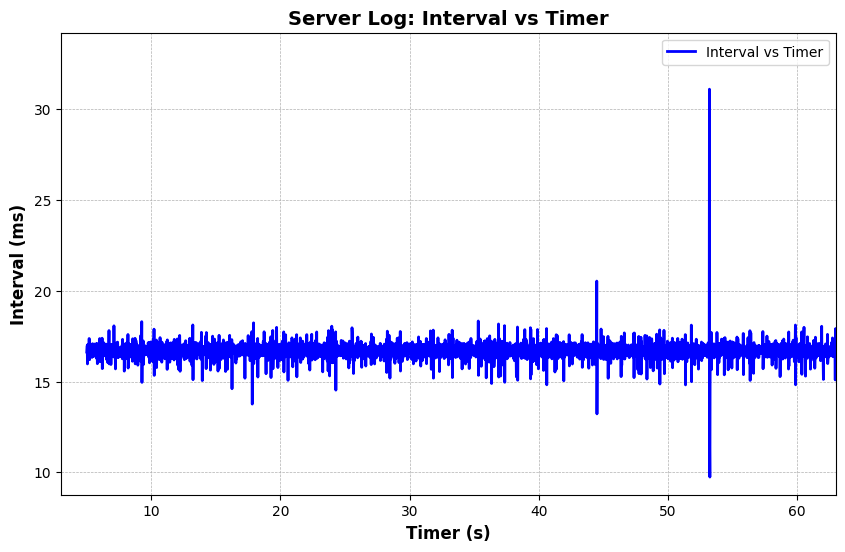 Server Log: Interval vs Timer
Interval vs Timer
30
25
20
15
10
Interval (ms)
10 20 30 40 50 60
Timer (s)